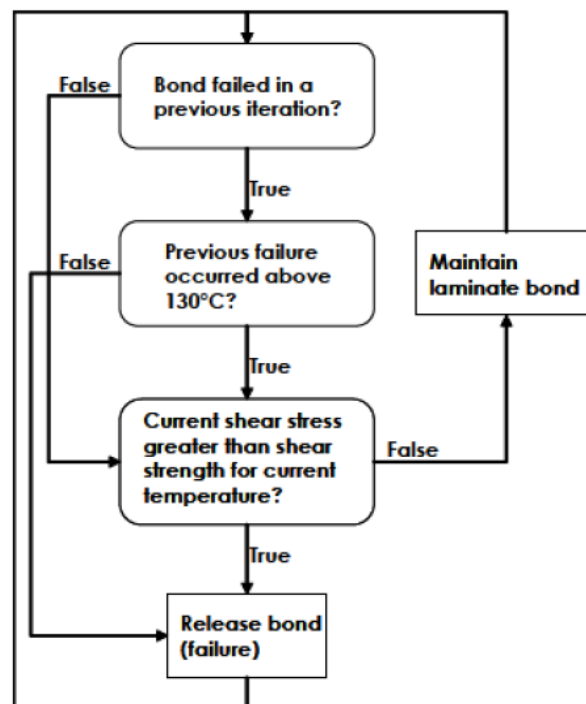 False
Bond failed in a
previous iteration?
True
False
Previous failure
occurred above
130°C?
Maintain
laminate bond
True
Current shear stress
greater than shear
strength for current
temperature?
False
True
Release bond
(failure)